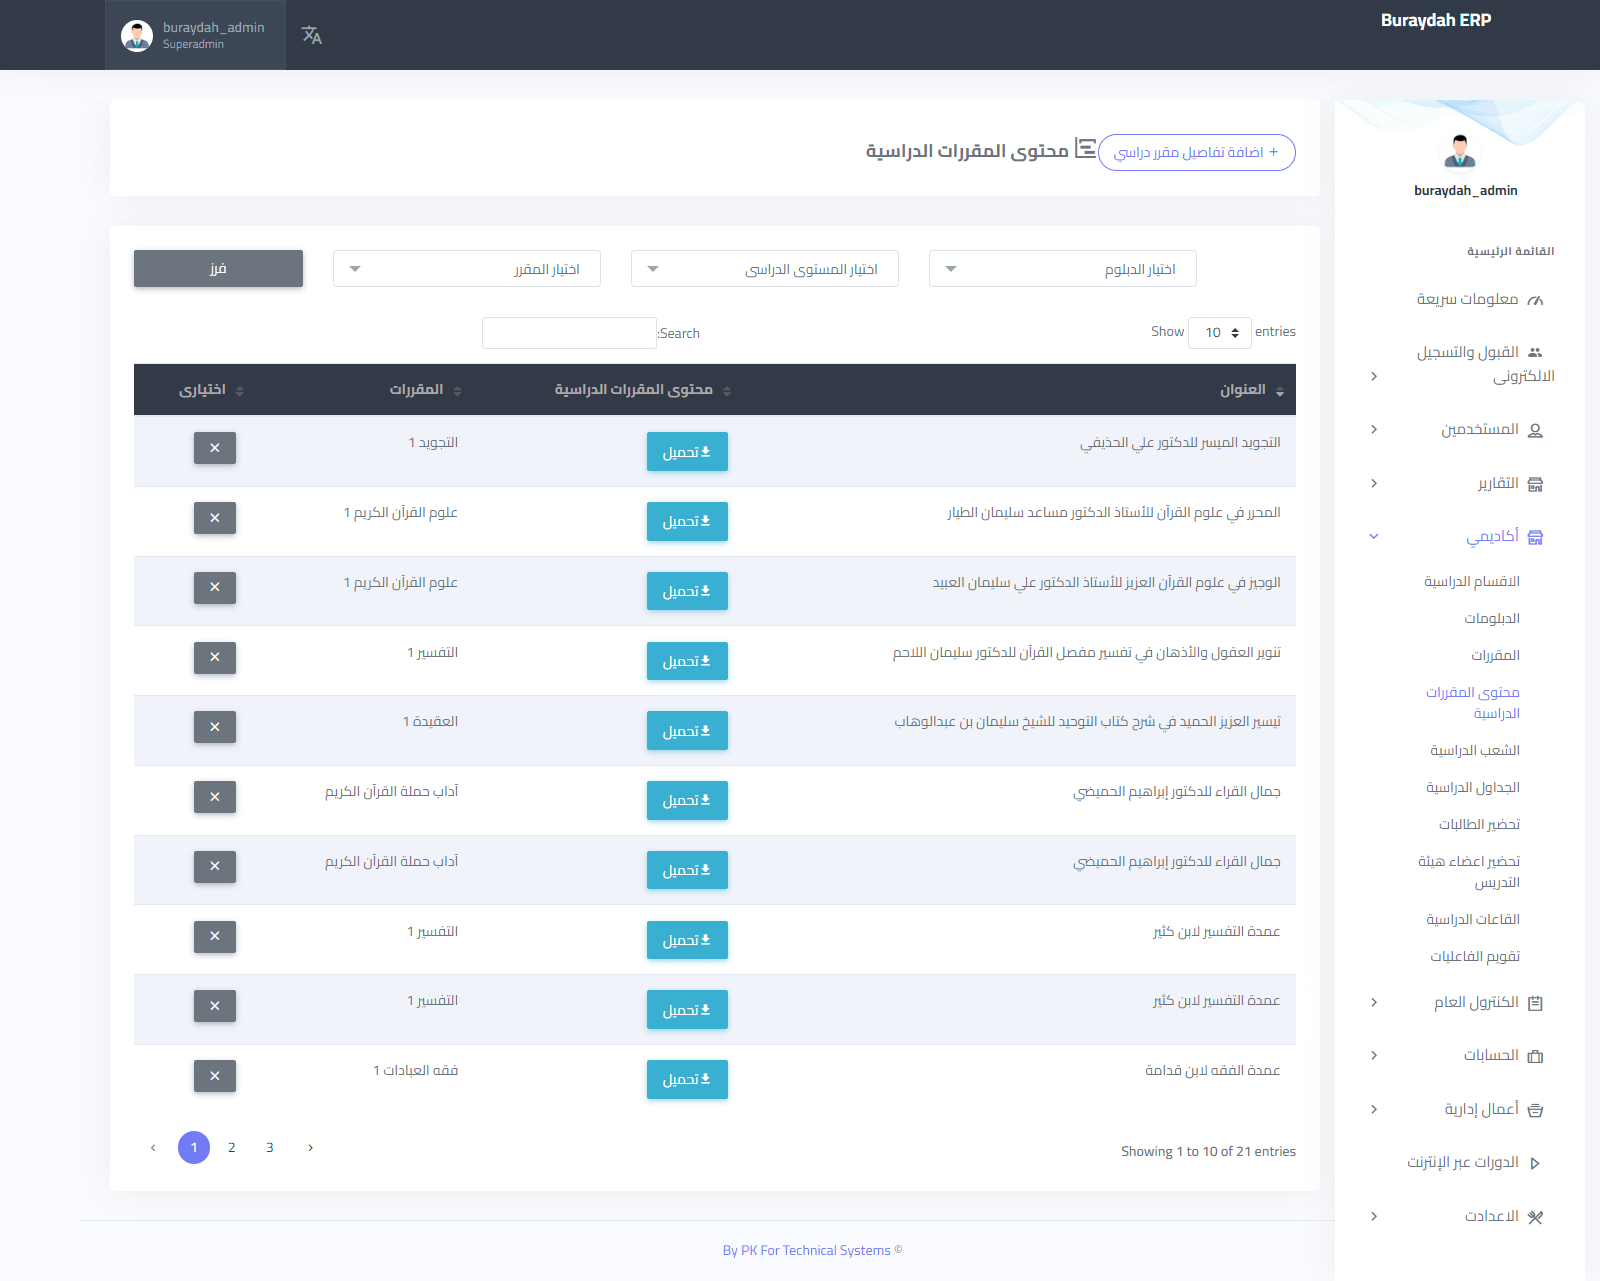 Buraydah ERP
buraydah_admin
Superadmin
buraydah_admin
القائمة الرئيسية
معلومات سريعة
القبول والتسجيل
الالكترونى
المستخدمين
التقارير
أكاديمي
الاقسام الدراسية
الدبلومات
المقررات
محتوى المقررات
الدراسية
الشعب الدراسية
الجداول الدراسية
تحضير الطالبات
تحضير اعضاء هيئة
التدريس
القاعات الدراسية
تقويم الفاعليات
الكنترول العام
الحسابات
أعمال إدارية
الدورات عبر الإنترنت
الاعدادت
+ اضافة تفاصيل مقرر دراسي
محتوى المقررات الدراسية
اختيار الدبلوم
اختيار المستوى الدراسى
اختيار المقرر
فرز
Show 10 entries
Search:
العنوان محتوى المقررات الدراسية المقررات اختيارى
التجويد الميسر للدكتور علي الحذيفي تحميل التجويد 1
المحرر في علوم القرآن للأستاذ الدكتور مساعد سليمان الطيار تحميل علوم القرآن الكريم 1
الوجيز في علوم القرآن العزيز للأستاذ الدكتور علي سليمان العبيد تحميل علوم القرآن الكريم 1
تنوير العقول والأذهان في تفسير مفصل القرآن للدكتور سليمان اللاحم تحميل التفسير 1
تيسير العزيز الحميد في شرح كتاب التوحيد للشيخ سليمان بن عبدالوهاب تحميل العقيدة 1
جمال القراء للدكتور إبراهيم الحميضي تحميل آداب حملة القرآن الكريم
جمال القراء للدكتور إبراهيم الحميضي تحميل آداب حملة القرآن الكريم
عمدة التفسير لابن كثير تحميل التفسير 1
عمدة التفسير لابن كثير تحميل التفسير 1
عمدة الفقه لابن قدامة تحميل فقه العبادات 1
Showing 1 to 10 of 21 entries
‹ 1 2 3 ›
By PK For Technical Systems ©